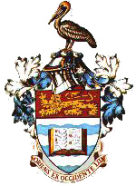 ORIENS EX OCCIDENTE LUX